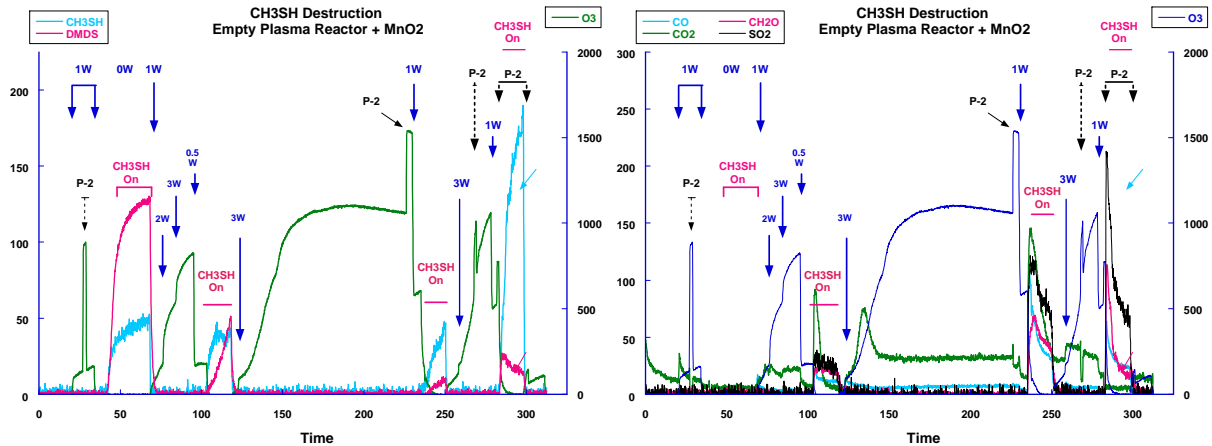 CH3SH Destruction
Empty Plasma Reactor + MnO2
CH3SH
DMDS
O3
CH3SH
On
1W 0W 1W
1W
P-2
P-2
P-2
1W
CH3SH
On
0.5
W
3W
2W
3W
3W
P-2
CH3SH
On
CH3SH
On
200
150
100
50
0
2000
1500
1000
500
0
0 50 100 150 200 250 300
Time
CH3SH Destruction
Empty Plasma Reactor + MnO2
CO CH2O
CO2 SO2
O3
CH3SH
On
1W 0W 1W
1W
P-2
P-2
P-2
1W
CH3SH
On
0.5
W
3W
2W
3W
3W
P-2
CH3SH
On
CH3SH
On
300
250
200
150
100
50
0
2000
1500
1000
500
0
0 50 100 150 200 250 300
Time